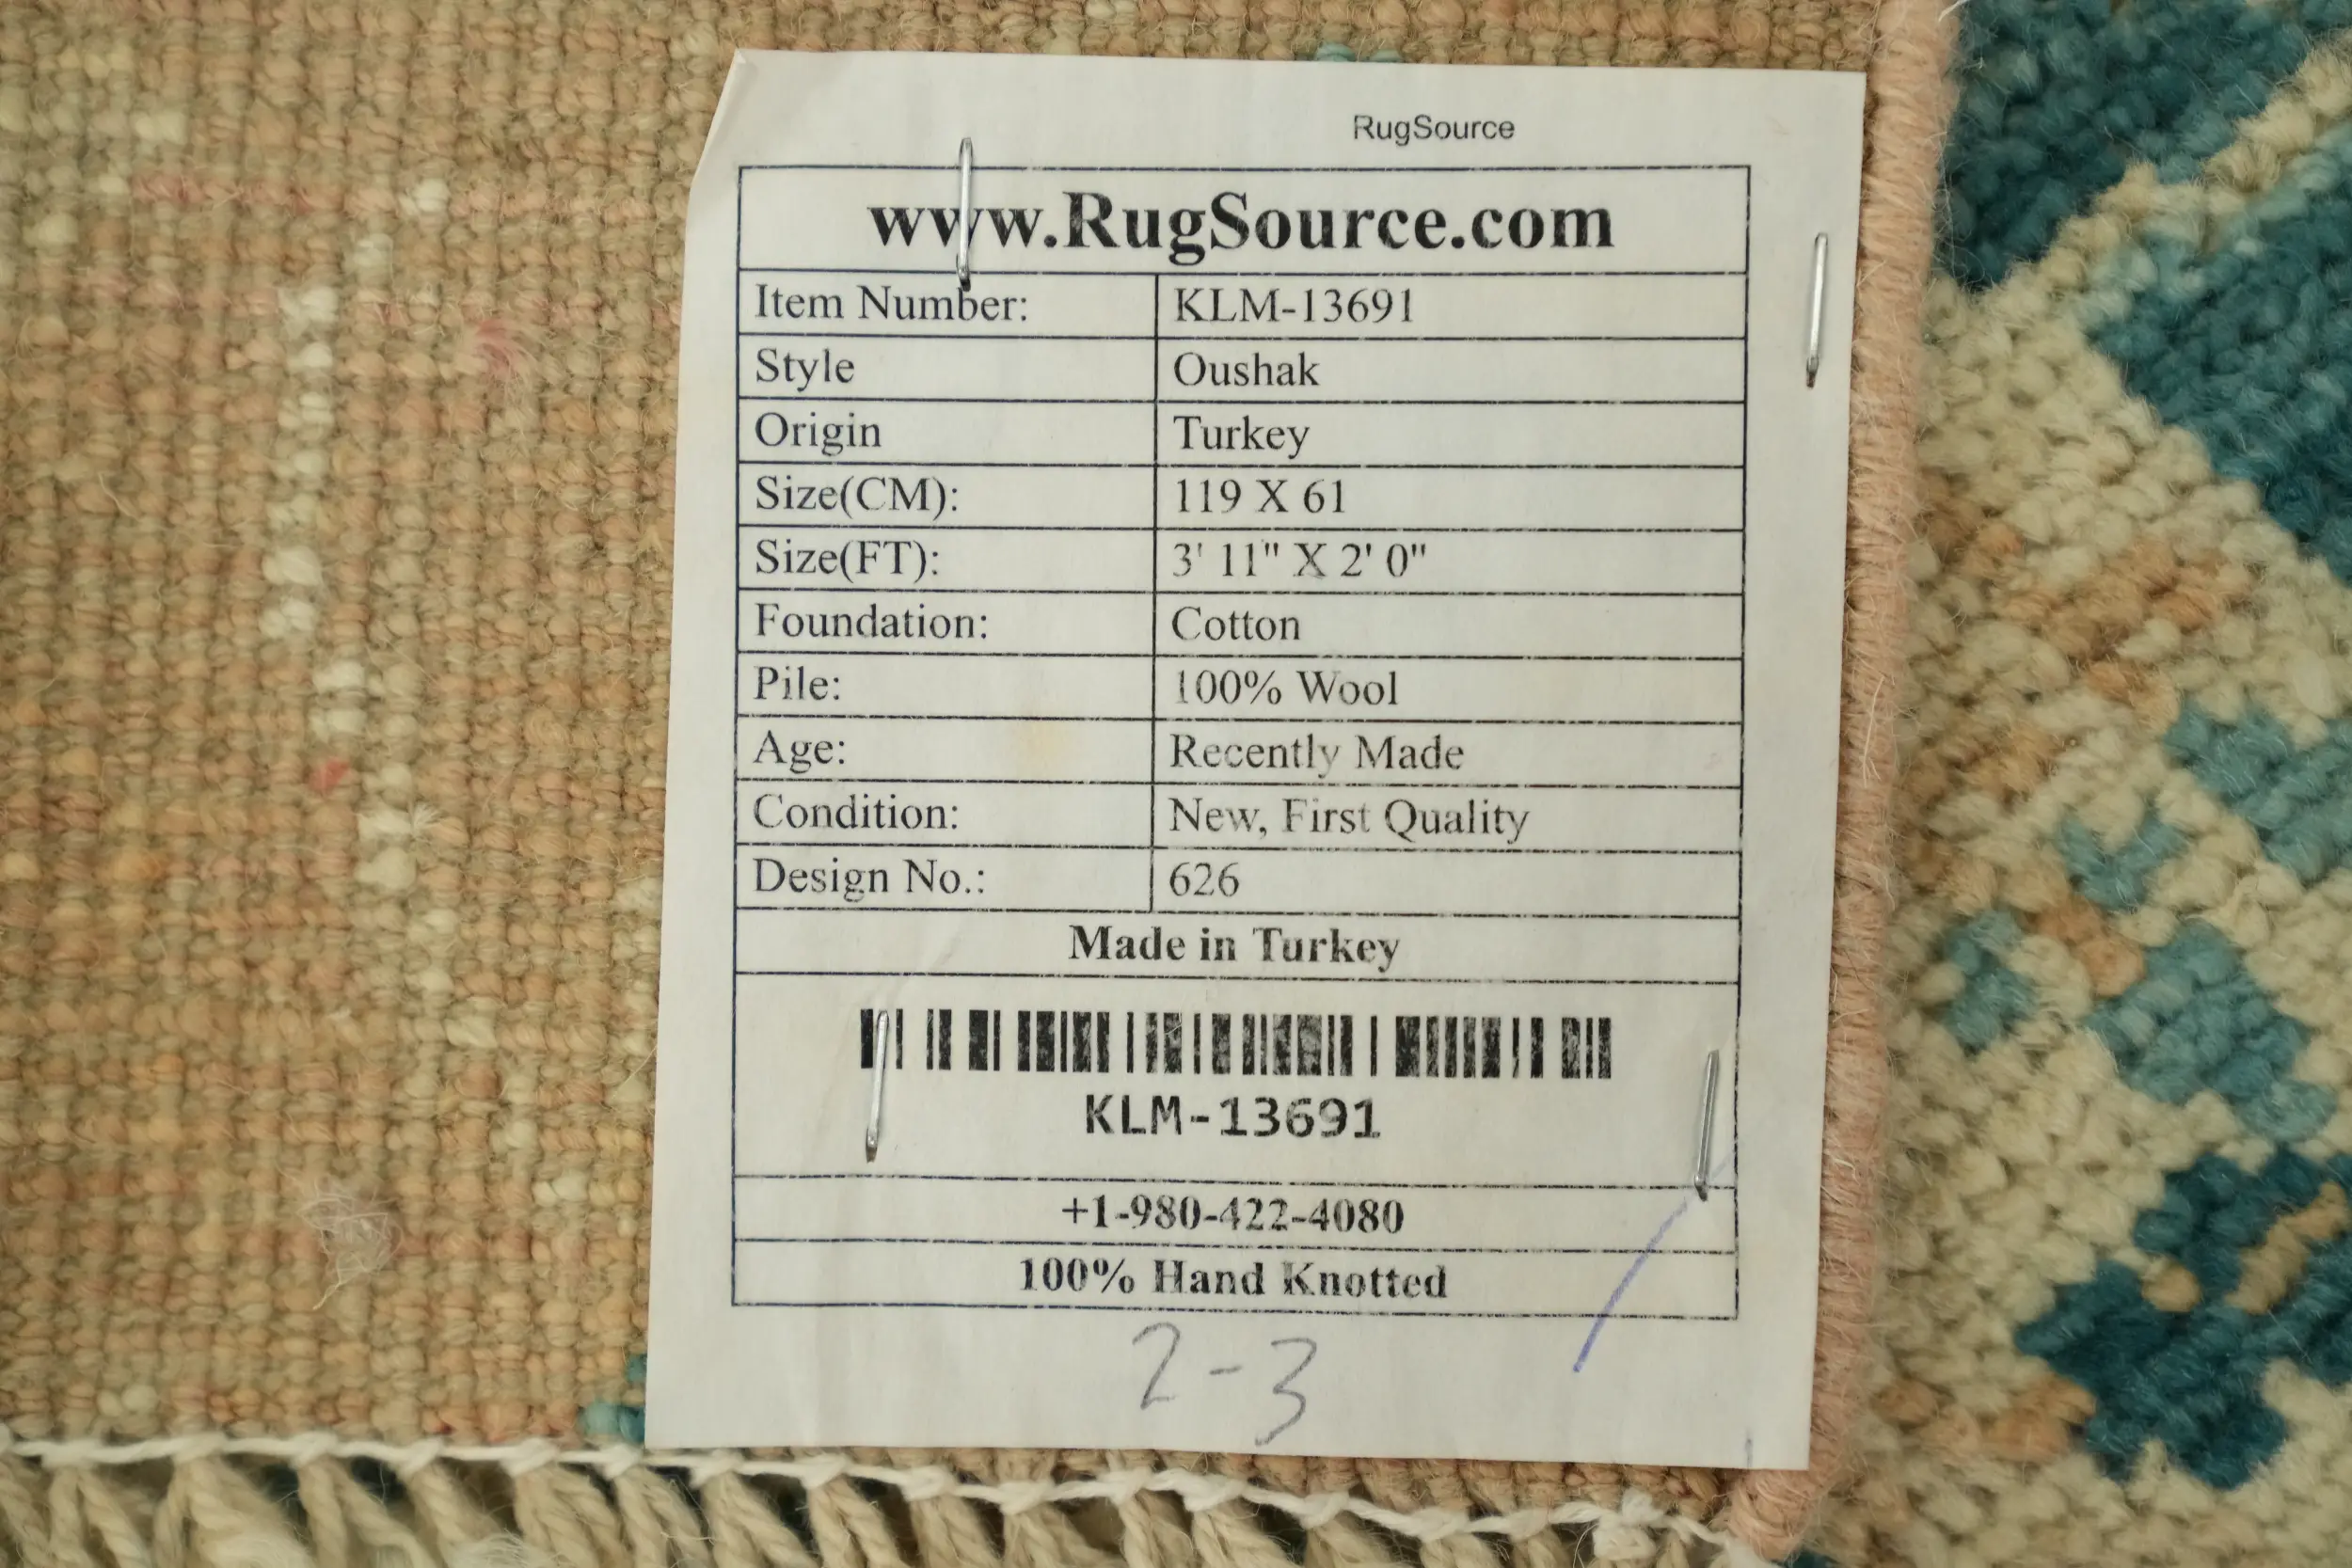 RugSource
www.RugSource.com
Item Number: KLM-13691
Style Oushak
Origin Turkey
Size(CM): 119 X 61
Size(FT): 3' 11" X 2' 0"
Foundation: Cotton
Pile: 100% Wool
Age: Recently Made
Condition: New, First Quality
Design No.: 626
Made in Turkey
KLM-13691
+1-980-422-4080
100% Hand Knotted
2-3